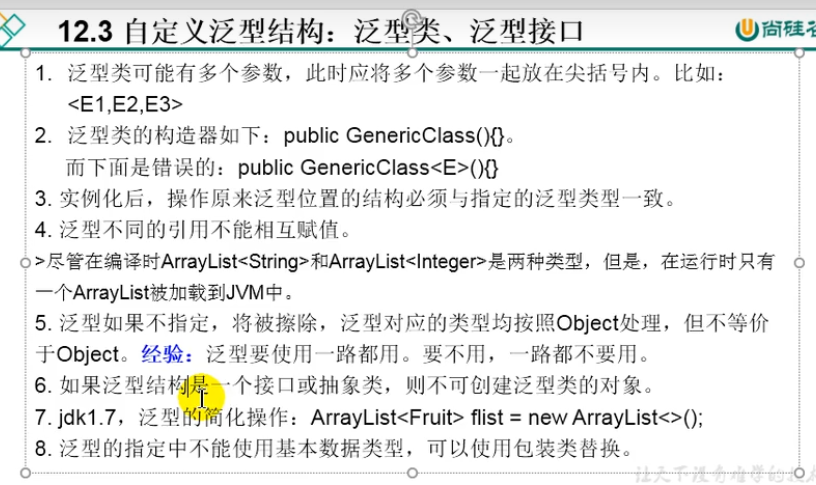 12.3 自定义泛型结构：泛型类、泛型接口
尚硅谷
1. 泛型类可能有多个参数，此时应将多个参数一起放在尖括号内。比如：
<E1,E2,E3>
2. 泛型类的构造器如下：public GenericClass(){}。
而下面是错误的：public GenericClass<E>(){}
3. 实例化后，操作原来泛型位置的结构必须与指定的泛型类型一致。
4. 泛型不同的引用不能相互赋值。
>尽管在编译时ArrayList<String>和ArrayList<Integer>是两种类型，但是，在运行时只有
一个ArrayList被加载到JVM中。
5. 泛型如果不指定，将被擦除，泛型对应的类型均按照Object处理，但不等价
于Object。经验：泛型要使用一路都用。要不用，一路都不要用。
6. 如果泛型结构是一个接口或抽象类，则不可创建泛型类的对象。
7. jdk1.7，泛型的简化操作：ArrayList<Fruit> flist = new ArrayList<>();
8. 泛型的指定中不能使用基本数据类型，可以使用包装类替换。
让天下没有难学的技术